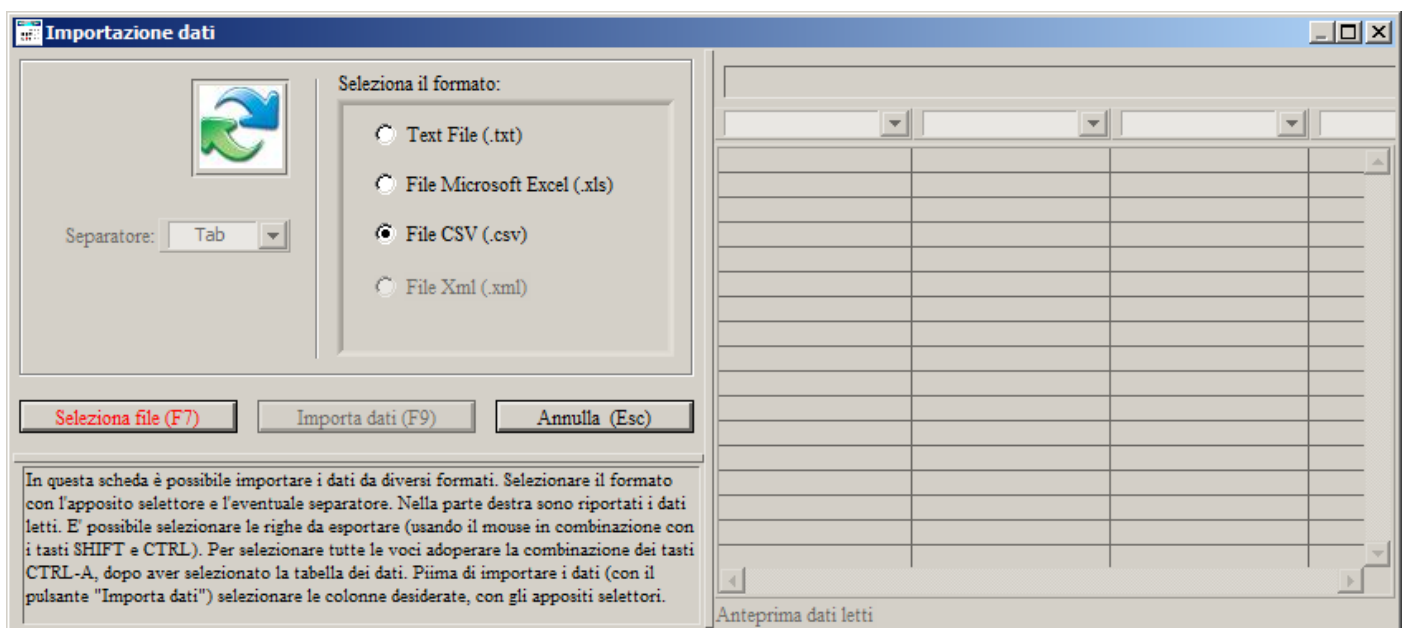 Importazione dati
Seleziona il formato:
Text File (.txt)
File Microsoft Excel (.xls)
Separatore: Tab
File CSV (.csv)
File Xml (.xml)
Seleziona file (F7)
Importa dati (F9)
Annulla (Esc)
In questa scheda è possibile importare i dati da diversi formati. Selezionare il formato
con l'apposito selettore e l'eventuale separatore. Nella parte destra sono riportati i dati
letti. E' possibile selezionare le righe da esportare (usando il mouse in combinazione con
i tasti SHIFT e CTRL). Per selezionare tutte le voci adoperare la combinazione dei tasti
CTRL-A, dopo aver selezionato la tabella dei dati. Piima di importare i dati (con il
pulsante "Importa dati") selezionare le colonne desiderate, con gli appositi selettori.
Anteprima dati letti